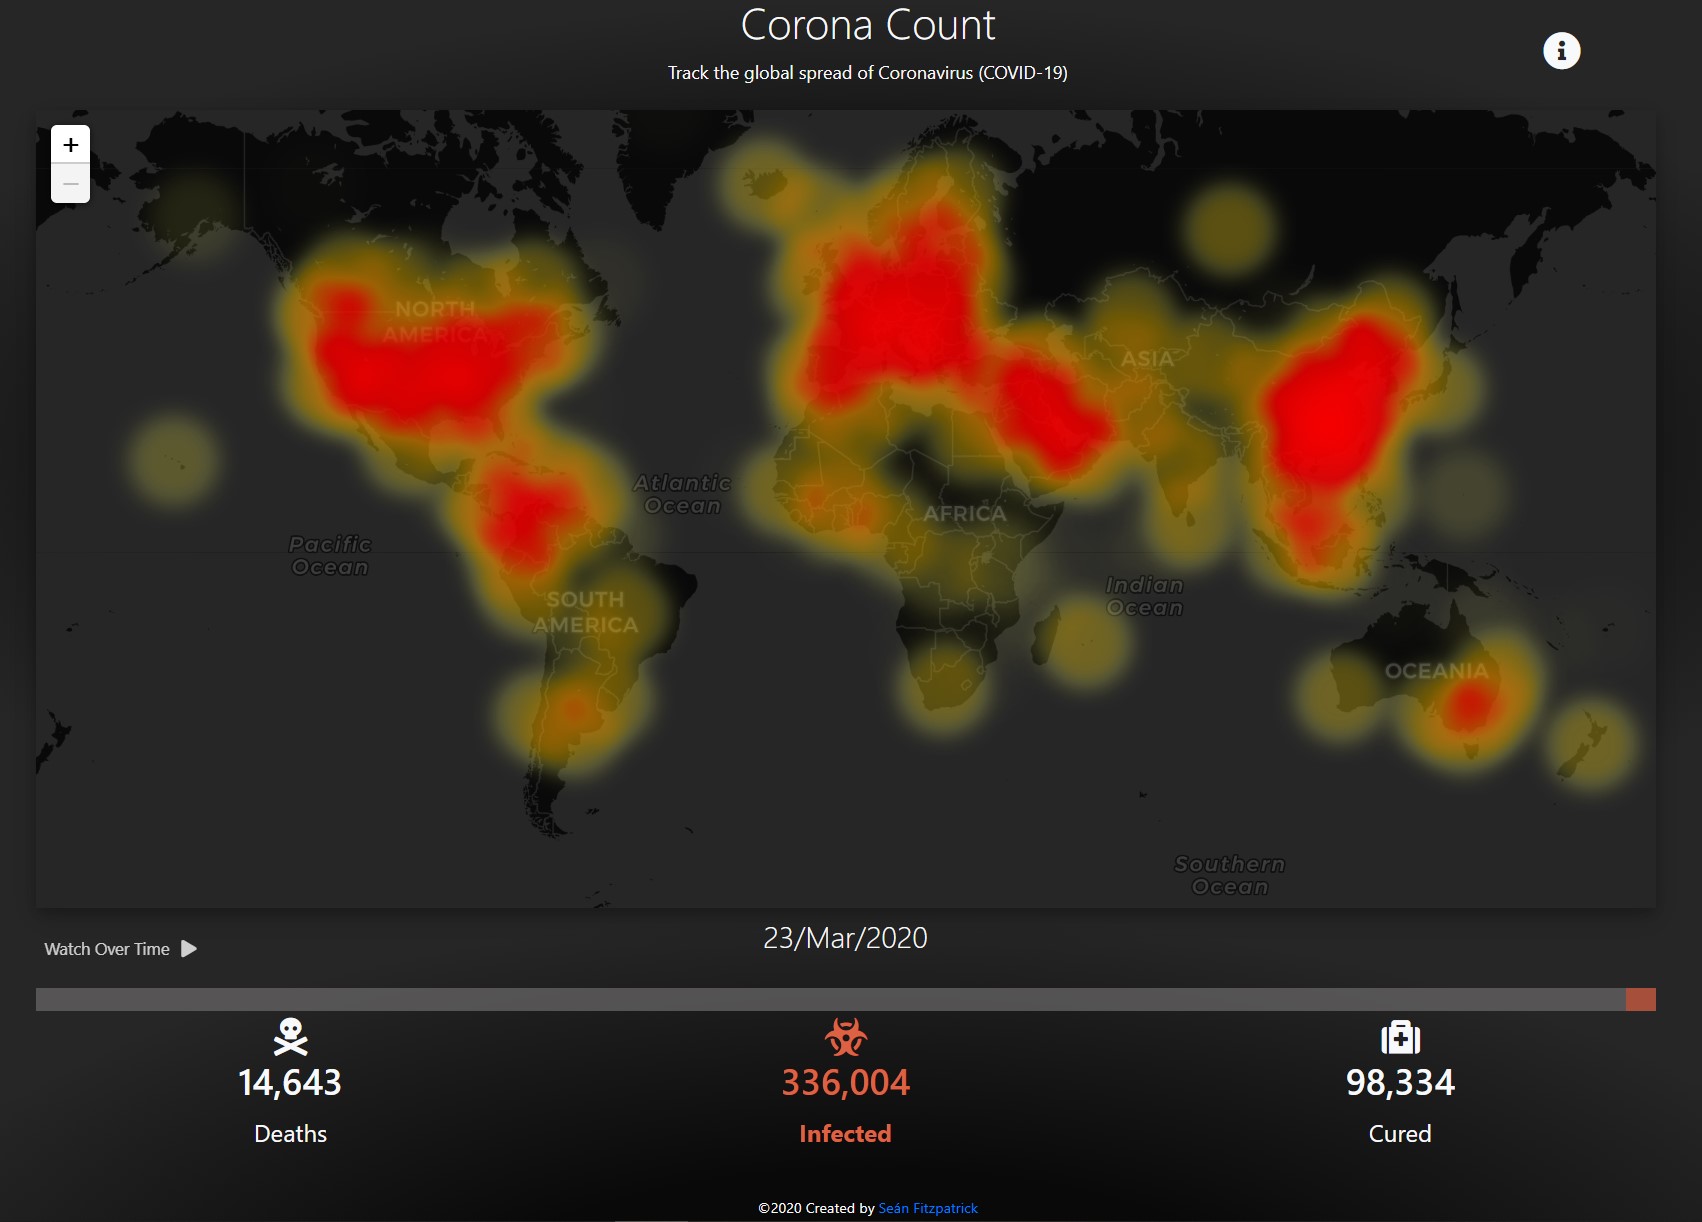 Corona Count
Track the global spread of Coronavirus (COVID-19)
+
−
NORTH
AMERICA
ASIA
Atlantic
Ocean
AFRICA
Pacific
Ocean
Indian
Ocean
SOUTH
AMERICA
OCEANIA
Southern
Ocean
23/Mar/2020
Watch Over Time
14,643
Deaths
336,004
Infected
98,334
Cured
©2020 Created by Seán Fitzpatrick